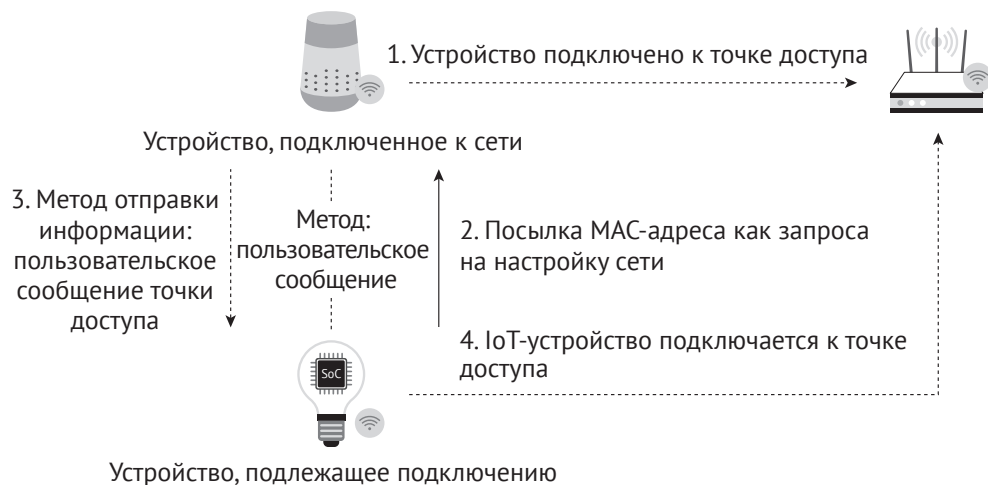 1. Устройство подключено к точке доступа
Устройство, подключенное к сети
3. Метод отправки
информации:
пользовательское
сообщение точки
доступа
Метод:
пользовательское
сообщение
2. Посылка MAC-адреса как запроса
на настройку сети
4. IoT-устройство подключается к точке
доступа
SoC
Устройство, подлежащее подключению